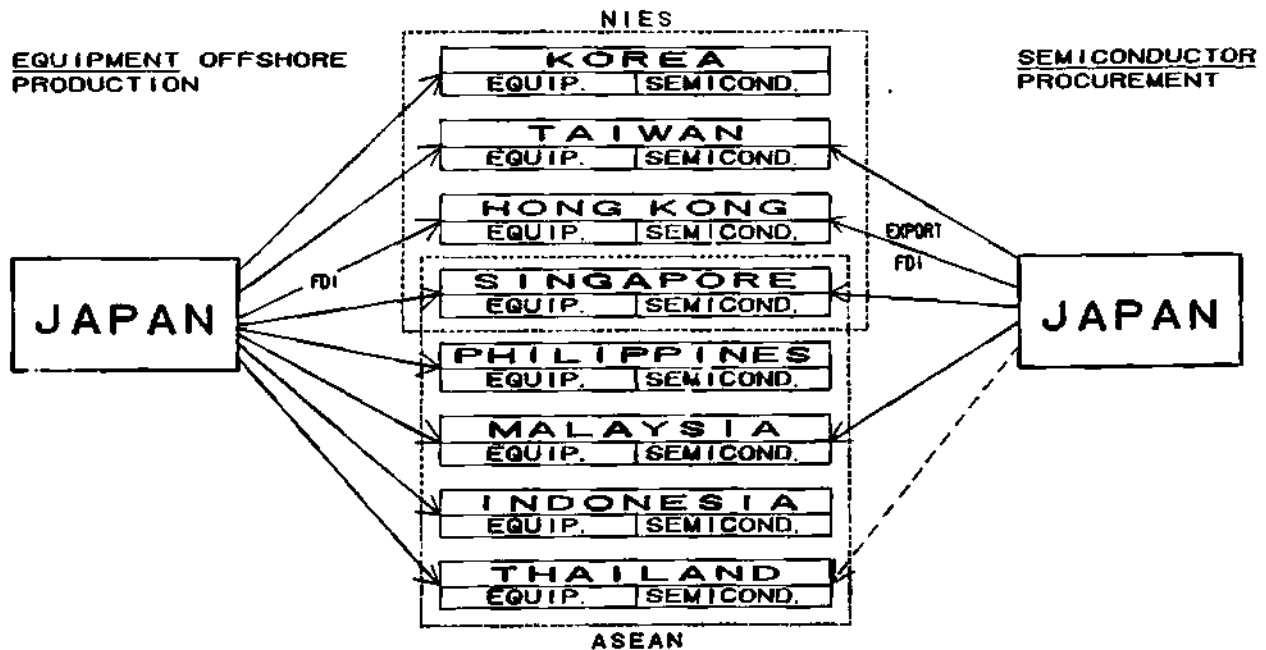 NIES
EQUIPMENT OFFSHORE
PRODUCTION
SEMICONDUCTOR
PROCUREMENT
KOREA
EQUIP. SEMICOND.
TAIWAN
EQUIP. SEMICOND.
HONG KONG
EQUIP. SEMICOND.
EXPORT
FDI
FDI
SINGAPORE
EQUIP. SEMICOND.
JAPAN
JAPAN
PHILIPPINES
EQUIP. SEMICOND.
MALAYSIA
EQUIP. SEMICOND.
INDONESIA
EQUIP. SEMICOND.
THAILAND
EQUIP. SEMICOND.
ASEAN